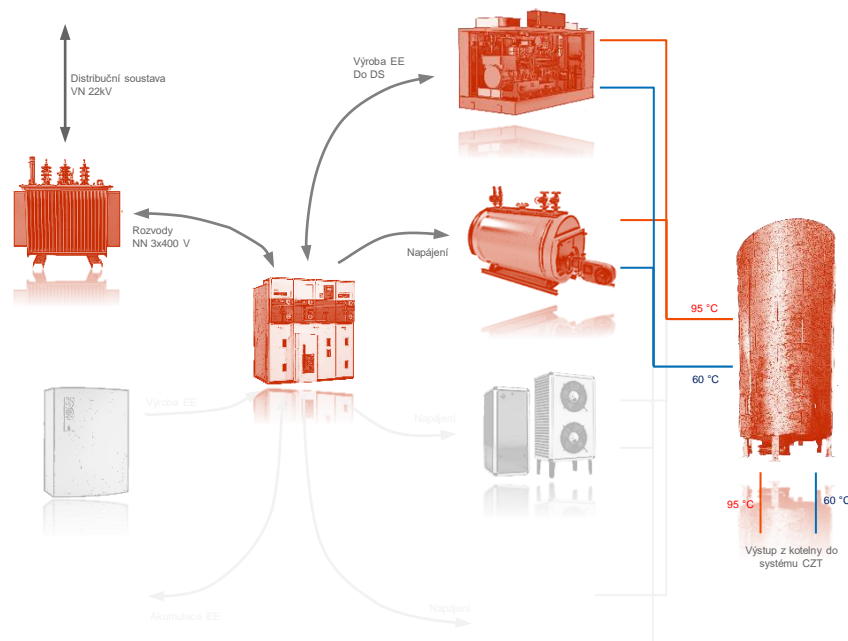 Výroba EE
Do DS
Distribuční soustava
VN 22kV
Rozvody
NN 3x400 V
Napájení
95 °C
60 °C
Výroba EE
Napájení
95 °C
60 °C
Výstup z kotelny do
systému CZT
Akumulace EE
Napájení